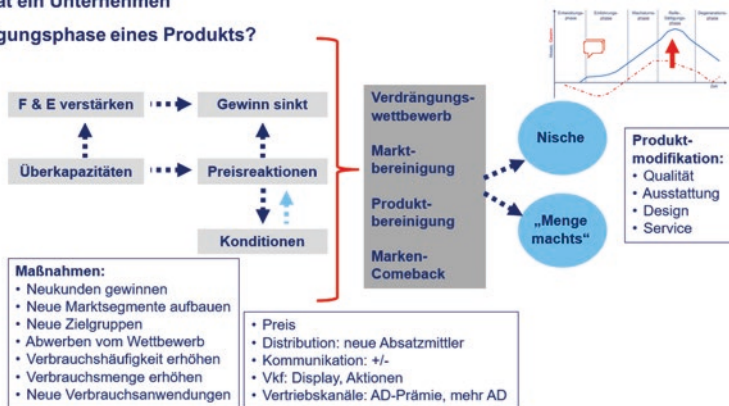 at ein Unternehmen
gungsphase eines Produkts?
F & E verstärken
Gewinn sinkt
Überkapazitäten
Preisreaktionen
Konditionen
Verdrängungs-
wettbewerb
Markt-
bereinigung
Produkt-
bereinigung
Marken-
Comeback
Nische
„Menge
machts“
Produkt-
modifikation:
• Qualität
• Ausstattung
• Design
• Service
Maßnahmen:
• Neukunden gewinnen
• Neue Marktsegmente aufbauen
• Neue Zielgruppen
• Abwerben vom Wettbewerb
• Verbrauchshäufigkeit erhöhen
• Verbrauchsmenge erhöhen
• Neue Verbrauchsanwendungen
• Preis
• Distribution: neue Absatzmittler
• Kommunikation: +/-
• Vkf: Display, Aktionen
• Vertriebskanäle: AD-Prämie, mehr AD